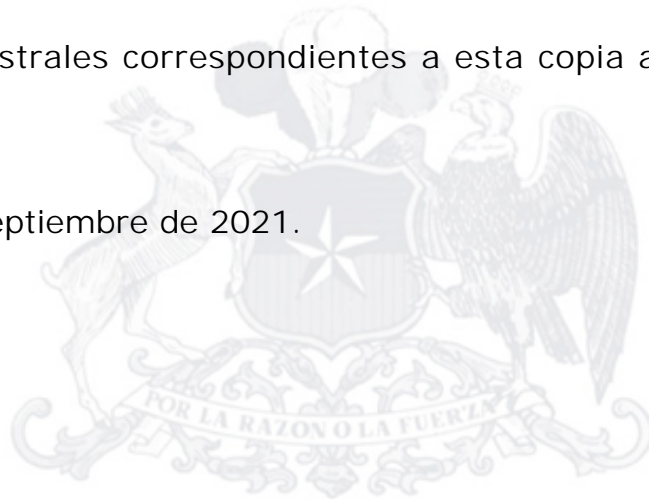 strales correspondientes a esta copia a
eptiembre de 2021.
POR LA RAZON O LA FUERZA